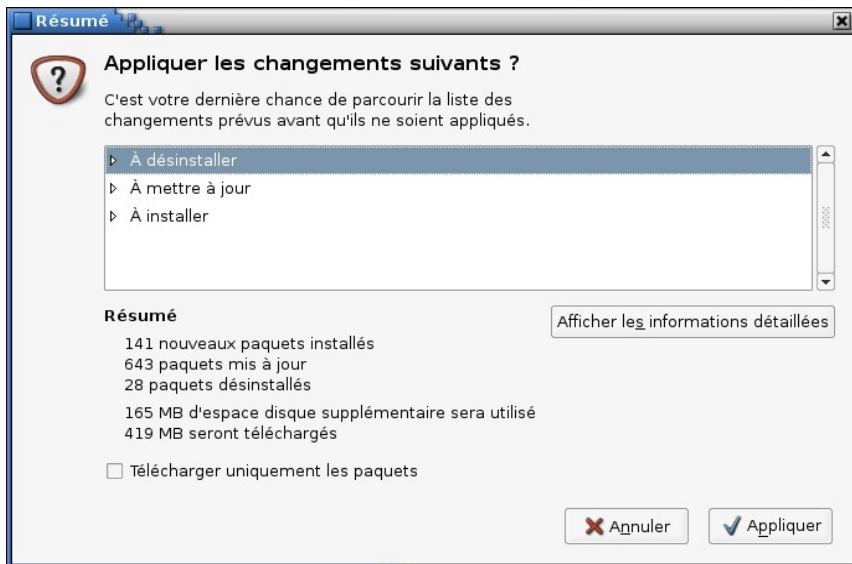 Résumé
Appliquer les changements suivants ?
C'est votre dernière chance de parcourir la liste des
changements prévus avant qu'ils ne soient appliqués.
À désinstaller
À mettre à jour
À installer
Résumé
Afficher les informations détaillées
141 nouveaux paquets installés
643 paquets mis à jour
28 paquets désinstallés
165 MB d'espace disque supplémentaire sera utilisé
419 MB seront téléchargés
Télécharger uniquement les paquets
Annuler
Appliquer